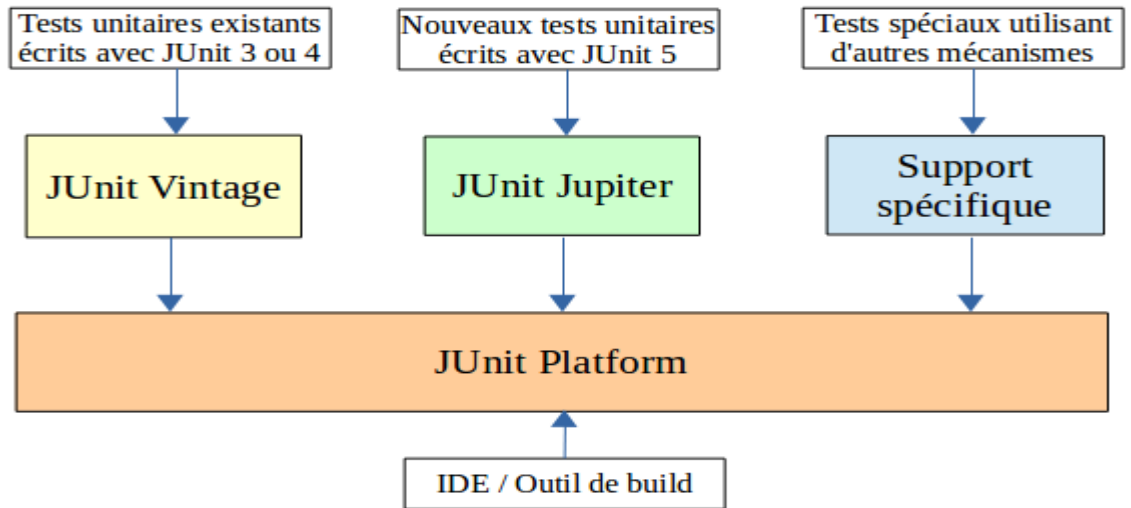 Tests unitaires existants
écrits avec JUnit 3 ou 4
Nouveaux tests unitaires
écrits avec JUnit 5
Tests spéciaux utilisant
d'autres mécanismes
JUnit Vintage
JUnit Jupiter
Support
spécifique
JUnit Platform
IDE / Outil de build